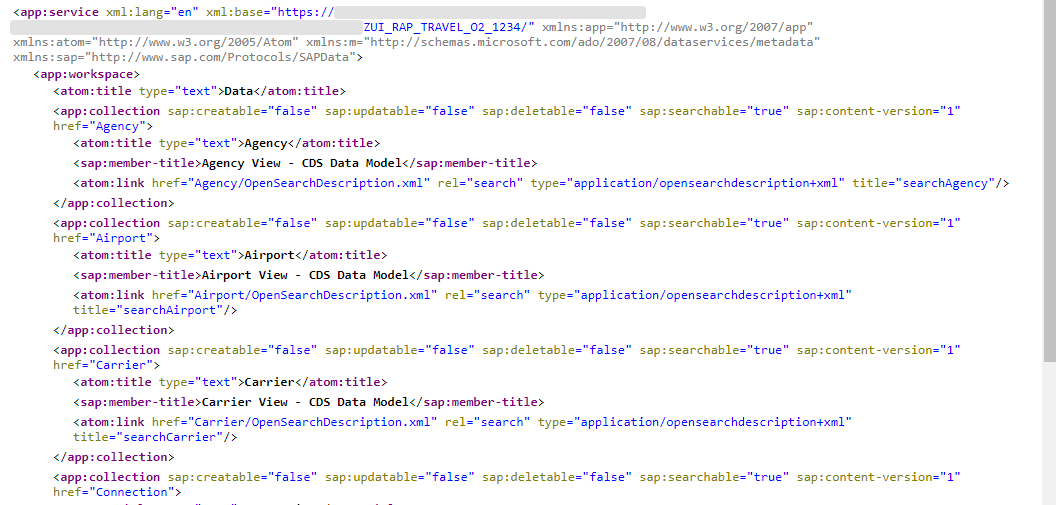 <app:service xml:lang="en" xml:base="https://
ZUI_RAP_TRAVEL_O2_1234/" xmlns:app="http://www.w3.org/2007/app"
xmlns:atom="http://www.w3.org/2005/Atom" xmlns:m="http://schemas.microsoft.com/ado/2007/08/dataservices/metadata"
xmlns:sap="http://www.sap.com/Protocols/SAPData">
<app:workspace>
<atom:title type="text">Data</atom:title>
<app:collection sap:creatable="false" sap:updatable="false" sap:deletable="false" sap:searchable="true" sap:content-version="1"
href="Agency">
<atom:title type="text">Agency</atom:title>
<sap:member-title>Agency View - CDS Data Model</sap:member-title>
<atom:link href="Agency/OpenSearchDescription.xml" rel="search" type="application/opensearchdescription+xml" title="searchAgency"/>
</app:collection>
<app:collection sap:creatable="false" sap:updatable="false" sap:deletable="false" sap:searchable="true" sap:content-version="1"
href="Airport">
<atom:title type="text">Airport</atom:title>
<sap:member-title>Airport View - CDS Data Model</sap:member-title>
<atom:link href="Airport/OpenSearchDescription.xml" rel="search" type="application/opensearchdescription+xml"
title="searchAirport"/>
</app:collection>
<app:collection sap:creatable="false" sap:updatable="false" sap:deletable="false" sap:searchable="true" sap:content-version="1"
href="Carrier">
<atom:title type="text">Carrier</atom:title>
<sap:member-title>Carrier View - CDS Data Model</sap:member-title>
<atom:link href="Carrier/OpenSearchDescription.xml" rel="search" type="application/opensearchdescription+xml"
title="searchCarrier"/>
</app:collection>
<app:collection sap:creatable="false" sap:updatable="false" sap:deletable="false" sap:searchable="true" sap:content-version="1"
href="Connection">